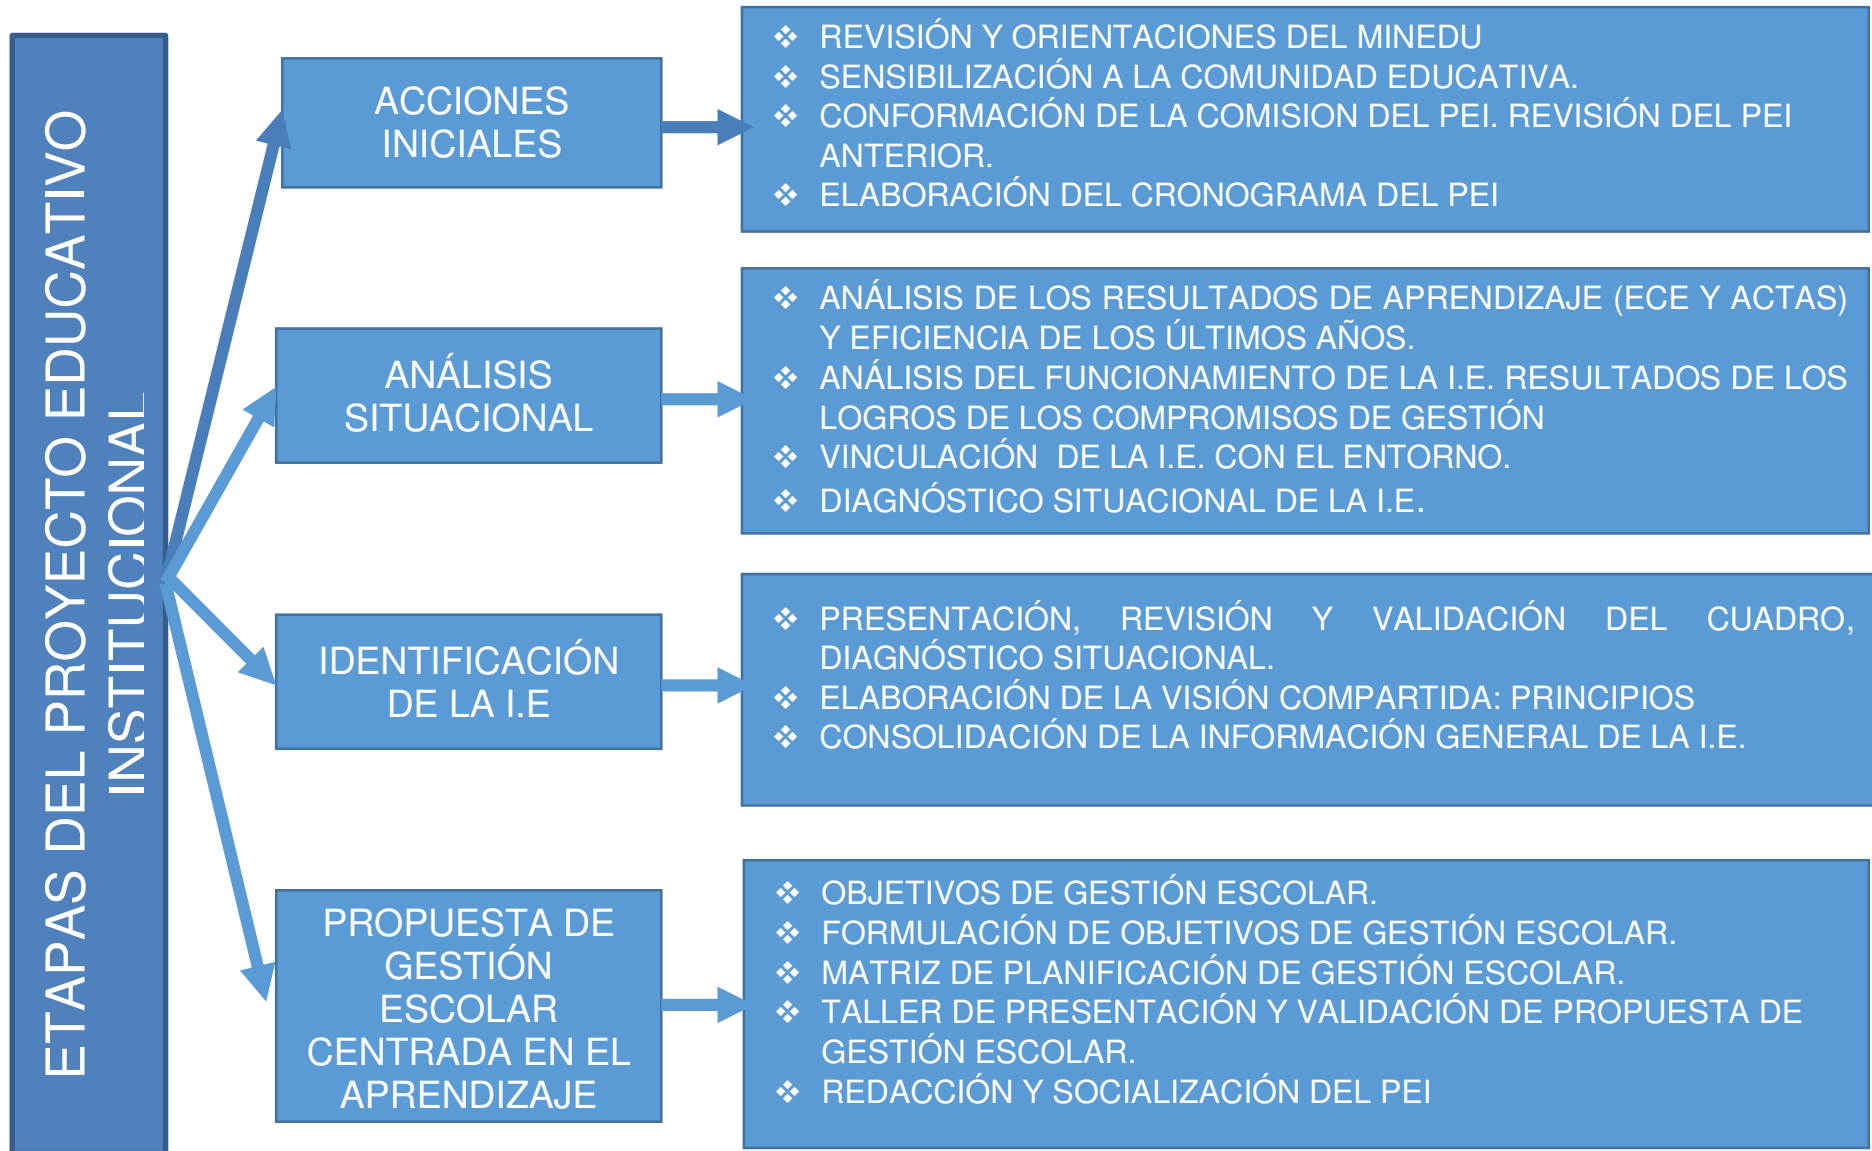 ETAPAS DEL PROYECTO EDUCATIVO
INSTITUCIONAL
ACCIONES
INICIALES
❖ REVISIÓN Y ORIENTACIONES DEL MINEDU
❖ SENSIBILIZACIÓN A LA COMUNIDAD EDUCATIVA.
❖ CONFORMACIÓN DE LA COMISION DEL PEI. REVISIÓN DEL PEI
ANTERIOR.
❖ ELABORACIÓN DEL CRONOGRAMA DEL PEI
ANÁLISIS
SITUACIONAL
❖ ANÁLISIS DE LOS RESULTADOS DE APRENDIZAJE (ECE Y ACTAS)
Y EFICIENCIA DE LOS ÚLTIMOS AÑOS.
❖ ANÁLISIS DEL FUNCIONAMIENTO DE LA I.E. RESULTADOS DE LOS
LOGROS DE LOS COMPROMISOS DE GESTIÓN
❖ VINCULACIÓN DE LA I.E. CON EL ENTORNO.
❖ DIAGNÓSTICO SITUACIONAL DE LA I.E.
IDENTIFICACIÓN
DE LA I.E
❖ PRESENTACIÓN, REVISIÓN Y VALIDACIÓN DEL CUADRO,
DIAGNÓSTICO SITUACIONAL.
❖ ELABORACIÓN DE LA VISIÓN COMPARTIDA: PRINCIPIOS
❖ CONSOLIDACIÓN DE LA INFORMACIÓN GENERAL DE LA I.E.
PROPUESTA DE
GESTIÓN
ESCOLAR
CENTRADA EN EL
APRENDIZAJE
❖ OBJETIVOS DE GESTIÓN ESCOLAR.
❖ FORMULACIÓN DE OBJETIVOS DE GESTIÓN ESCOLAR.
❖ MATRIZ DE PLANIFICACIÓN DE GESTIÓN ESCOLAR.
❖ TALLER DE PRESENTACIÓN Y VALIDACIÓN DE PROPUESTA DE
GESTIÓN ESCOLAR.
❖ REDACCIÓN Y SOCIALIZACIÓN DEL PEI